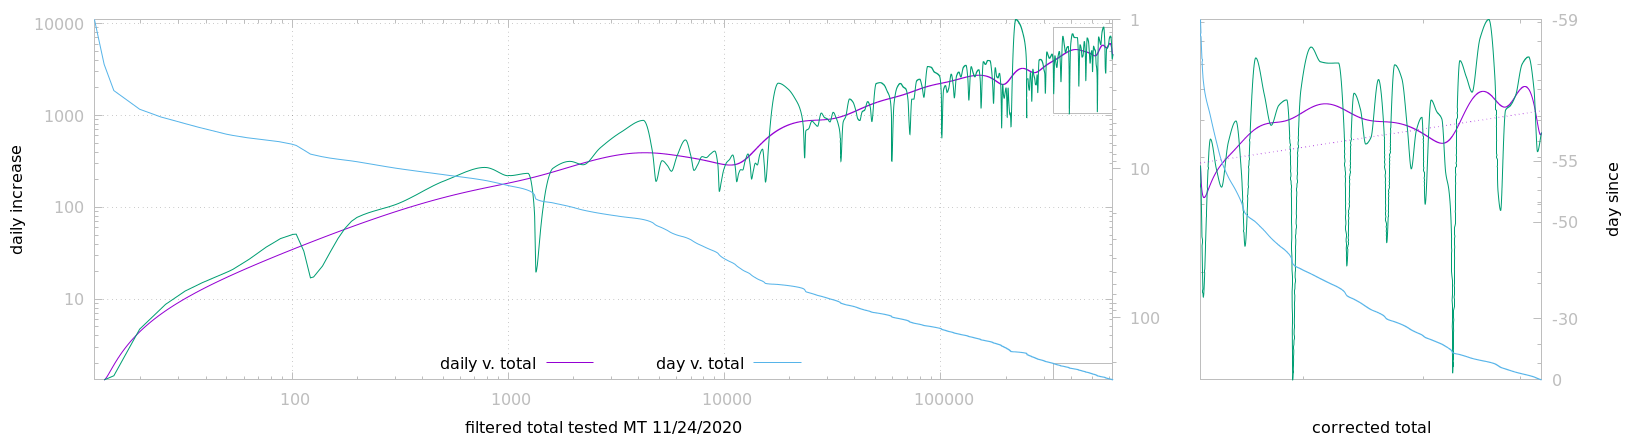 10000
1000
100
10
daily increase
1
10
100
daily v. total
day v. total
100
1000
10000
100000
filtered total tested MT 11/24/2020
-59
-55
-50
-30
0
day since
corrected total